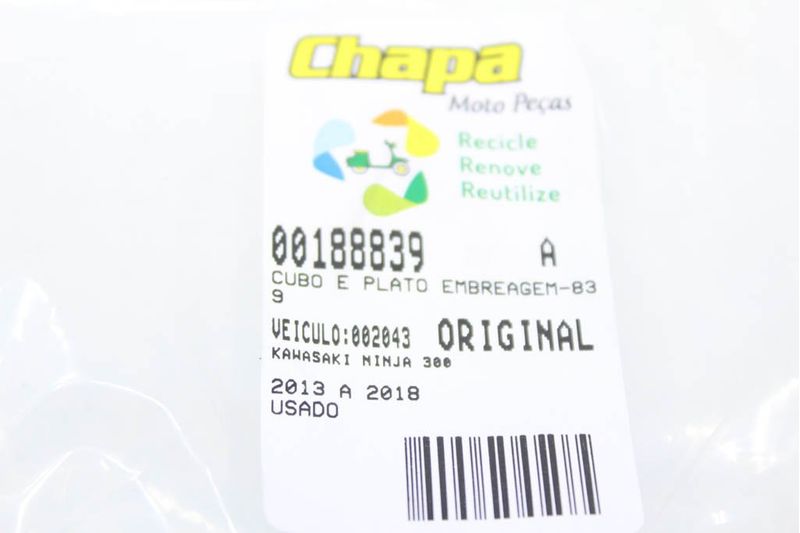 Chapa
Moto Peças
Recicle
Renove
Reutilize
00188839 A
CUBO E PLATO EMBREAGEM-83
9
VEICULO:002043 ORIGINAL
KAWASAKI NINJA 300
2013 A 2018
USADO